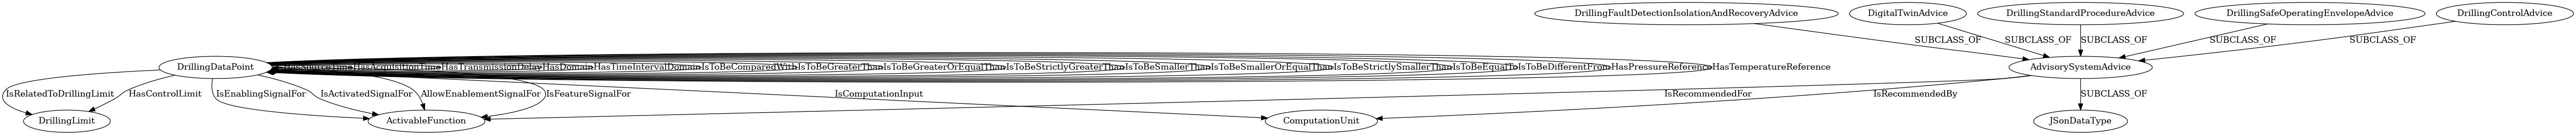 DrillingFaultDetectionIsolationAndRecoveryAdvice
DigitalTwinAdvice
DrillingStandardProcedureAdvice
DrillingSafeOperatingEnvelopeAdvice
DrillingControlAdvice
SUBCLASS_OF
SUBCLASS_OF
SUBCLASS_OF
SUBCLASS_OF
SUBCLASS_OF
DrillingDataPoint
HasSourceTime
HasAcquisitionTime
HasTransmissionDelay
HasDomain
HasTimeIntervalDomain
IsToBeComparedWith
IsToBeGreaterThan
IsToBeGreaterOrEqualThan
IsToBeStrictlyGreaterThan
IsToBeSmallerThan
IsToBeSmallerOrEqualThan
IsToBeStrictlySmallerThan
IsToBeEqualTo
IsToBeDifferentFrom
HasPressureReference
HasTemperatureReference
AdvisorySystemAdvice
IsRelatedToDrillingLimit
HasControlLimit
IsEnablingSignalFor
IsActivatedSignalFor
AllowEnablementSignalFor
IsFeatureSignalFor
IsComputationInput
IsRecommendedFor
IsRecommendedBy
SUBCLASS_OF
DrillingLimit
ActivableFunction
ComputationUnit
JSonDataType